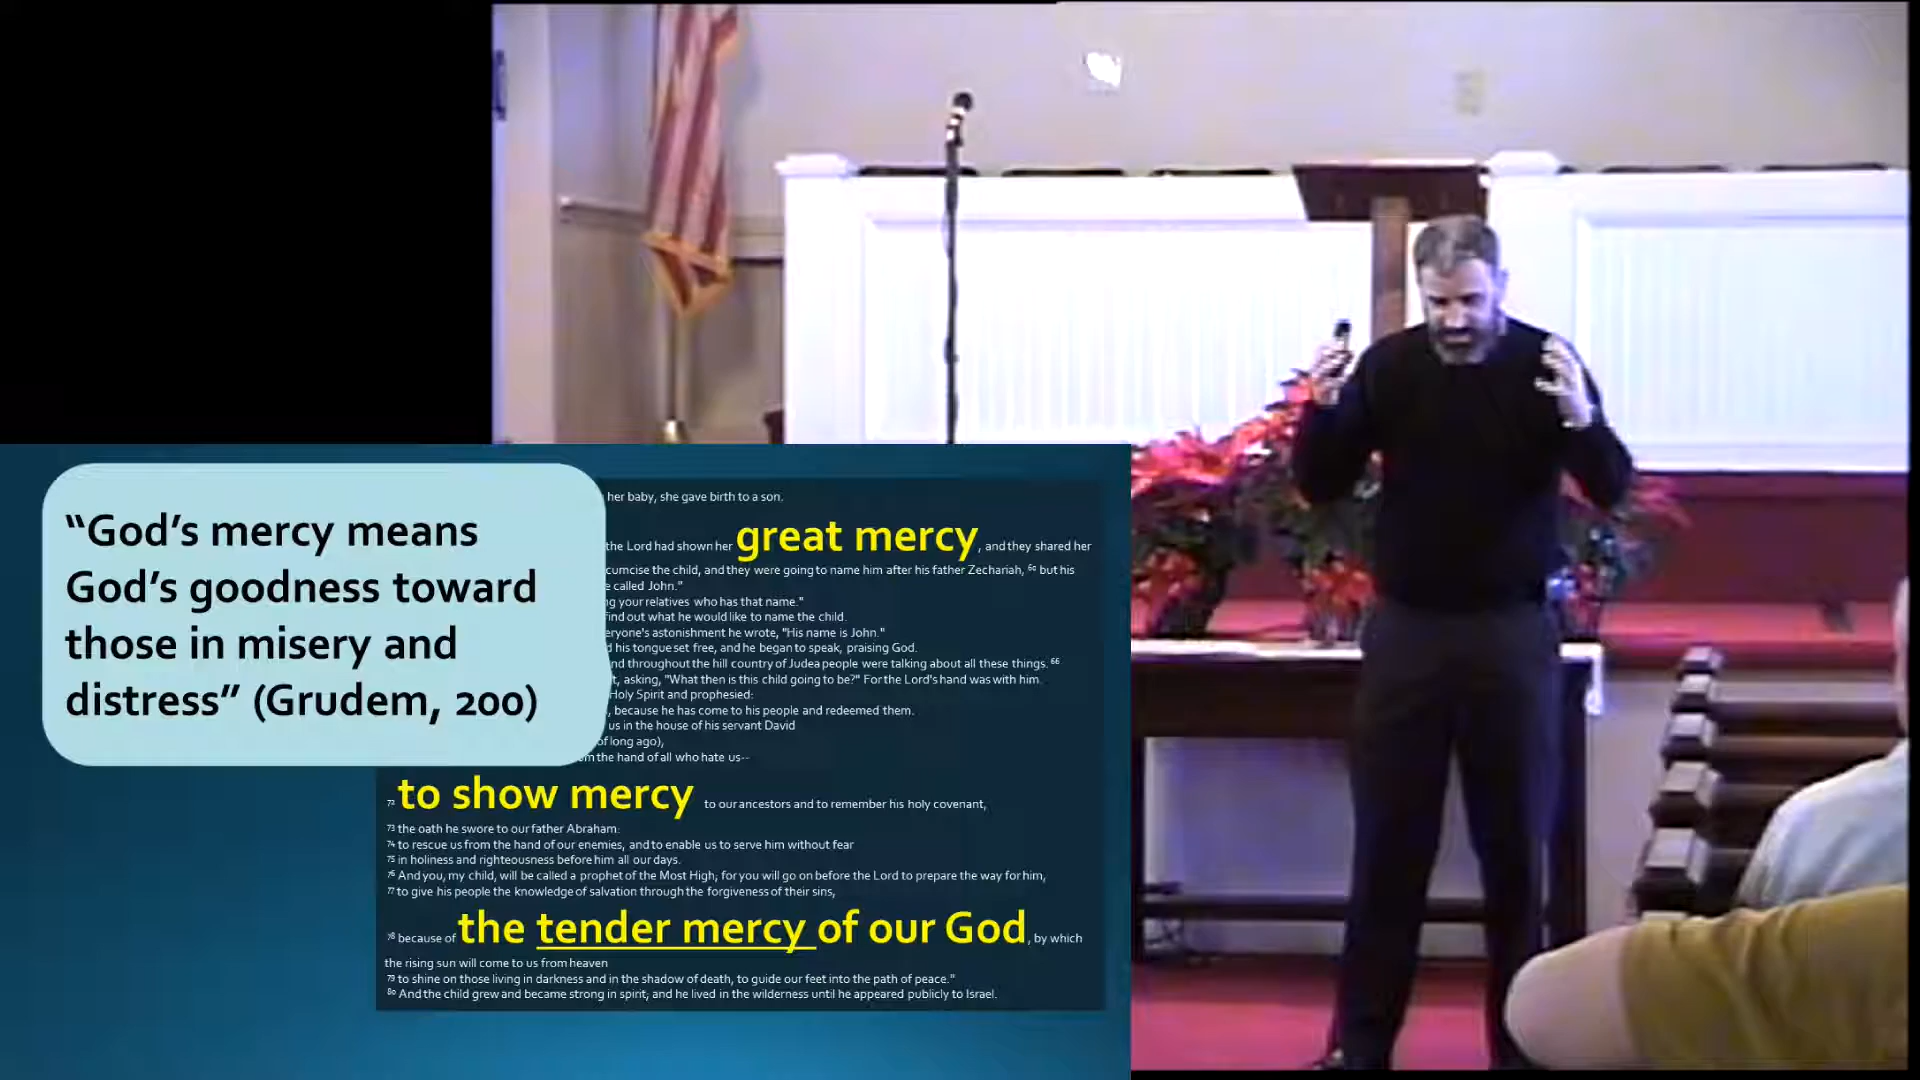 “God’s mercy means
God’s goodness toward
those in misery and
distress” (Grudem, 200)
her baby, she gave birth to a son.
the Lord had shown her great mercy, and they shared her
cumcise the child, and they were going to name him after his father Zechariah, ⁶⁰ but his
e called John."
ng your relatives who has that name."
find out what he would like to name the child.
eryone's astonishment he wrote, "His name is John."
d his tongue set free, and he began to speak, praising God.
nd throughout the hill country of Judea people were talking about all these things. ⁶⁶
t, asking, "What then is this child going to be?" For the Lord's hand was with him.
Holy Spirit and prophesied:
, because he has come to his people and redeemed them.
us in the house of his servant David
of long ago),
om the hand of all who hate us--
⁷² to show mercy to our ancestors and to remember his holy covenant,
⁷³ the oath he swore to our father Abraham:
⁷⁴ to rescue us from the hand of our enemies, and to enable us to serve him without fear
⁷⁵ in holiness and righteousness before him all our days.
⁷⁶ And you, my child, will be called a prophet of the Most High; for you will go on before the Lord to prepare the way for him,
⁷⁷ to give his people the knowledge of salvation through the forgiveness of their sins,
⁷⁸ because of the tender mercy of our God, by which
the rising sun will come to us from heaven
⁷⁹ to shine on those living in darkness and in the shadow of death, to guide our feet into the path of peace."
⁸⁰ And the child grew and became strong in spirit; and he lived in the wilderness until he appeared publicly to Israel.